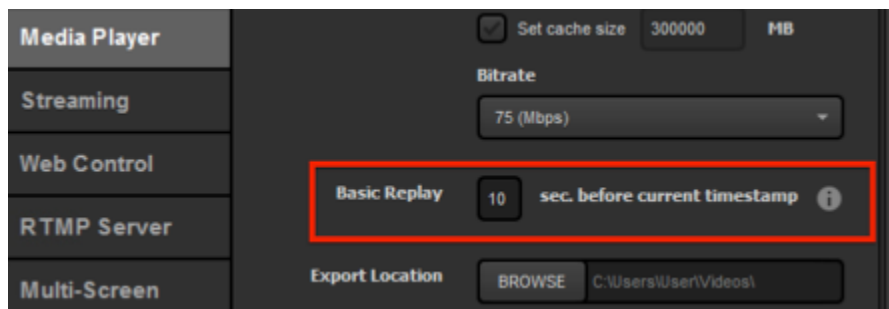 Media Player
Streaming
Web Control
RTMP Server
Multi-Screen
Set cache size 300000 MB
Bitrate
75 (Mbps)
Basic Replay 10 sec. before current timestamp
Export Location BROWSE C:\Users\User\Videos\